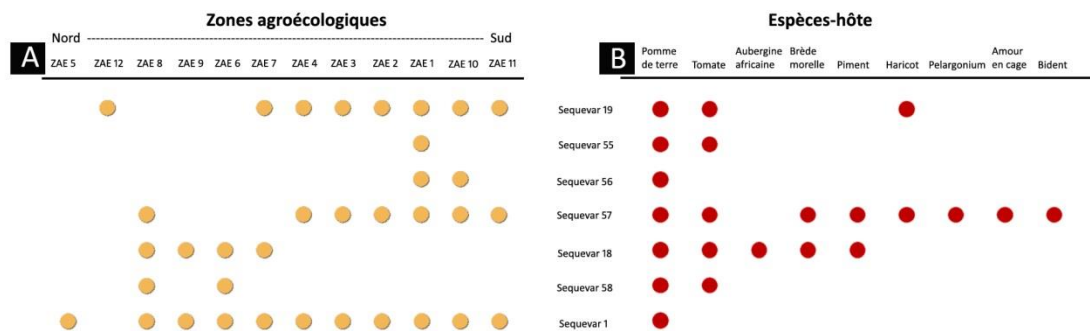 Zones agroécologiques
Nord ---------------------------------------------------------------- Sud
A
ZAE 5 ZAE 12 ZAE 8 ZAE 9 ZAE 6 ZAE 7 ZAE 4 ZAE 3 ZAE 2 ZAE 1 ZAE 10 ZAE 11
Espèces-hôte
B
Pomme de terre
Tomate
Aubergine africaine
Brède morelle
Piment
Haricot
Pelargonium
Amour en cage
Bident
Sequevar 19
Sequevar 55
Sequevar 56
Sequevar 57
Sequevar 18
Sequevar 58
Sequevar 1